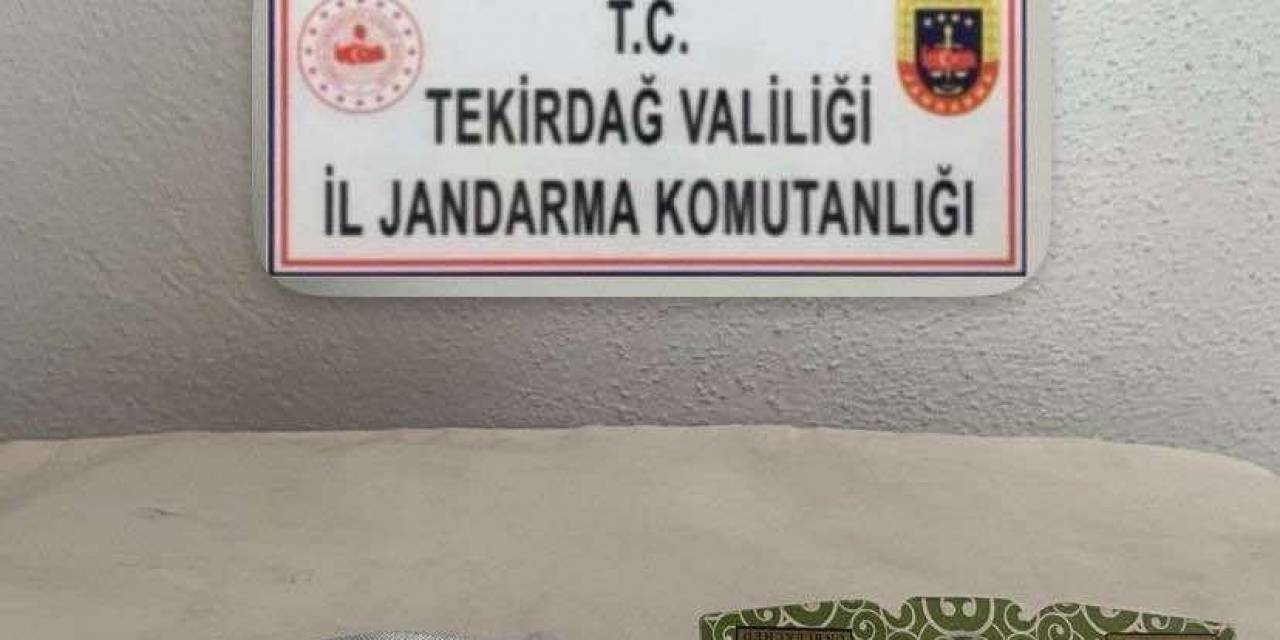 T.C.
TEKİRDAĞ VALİLİĞİ
İL JANDARMA KOMUTANLIĞI